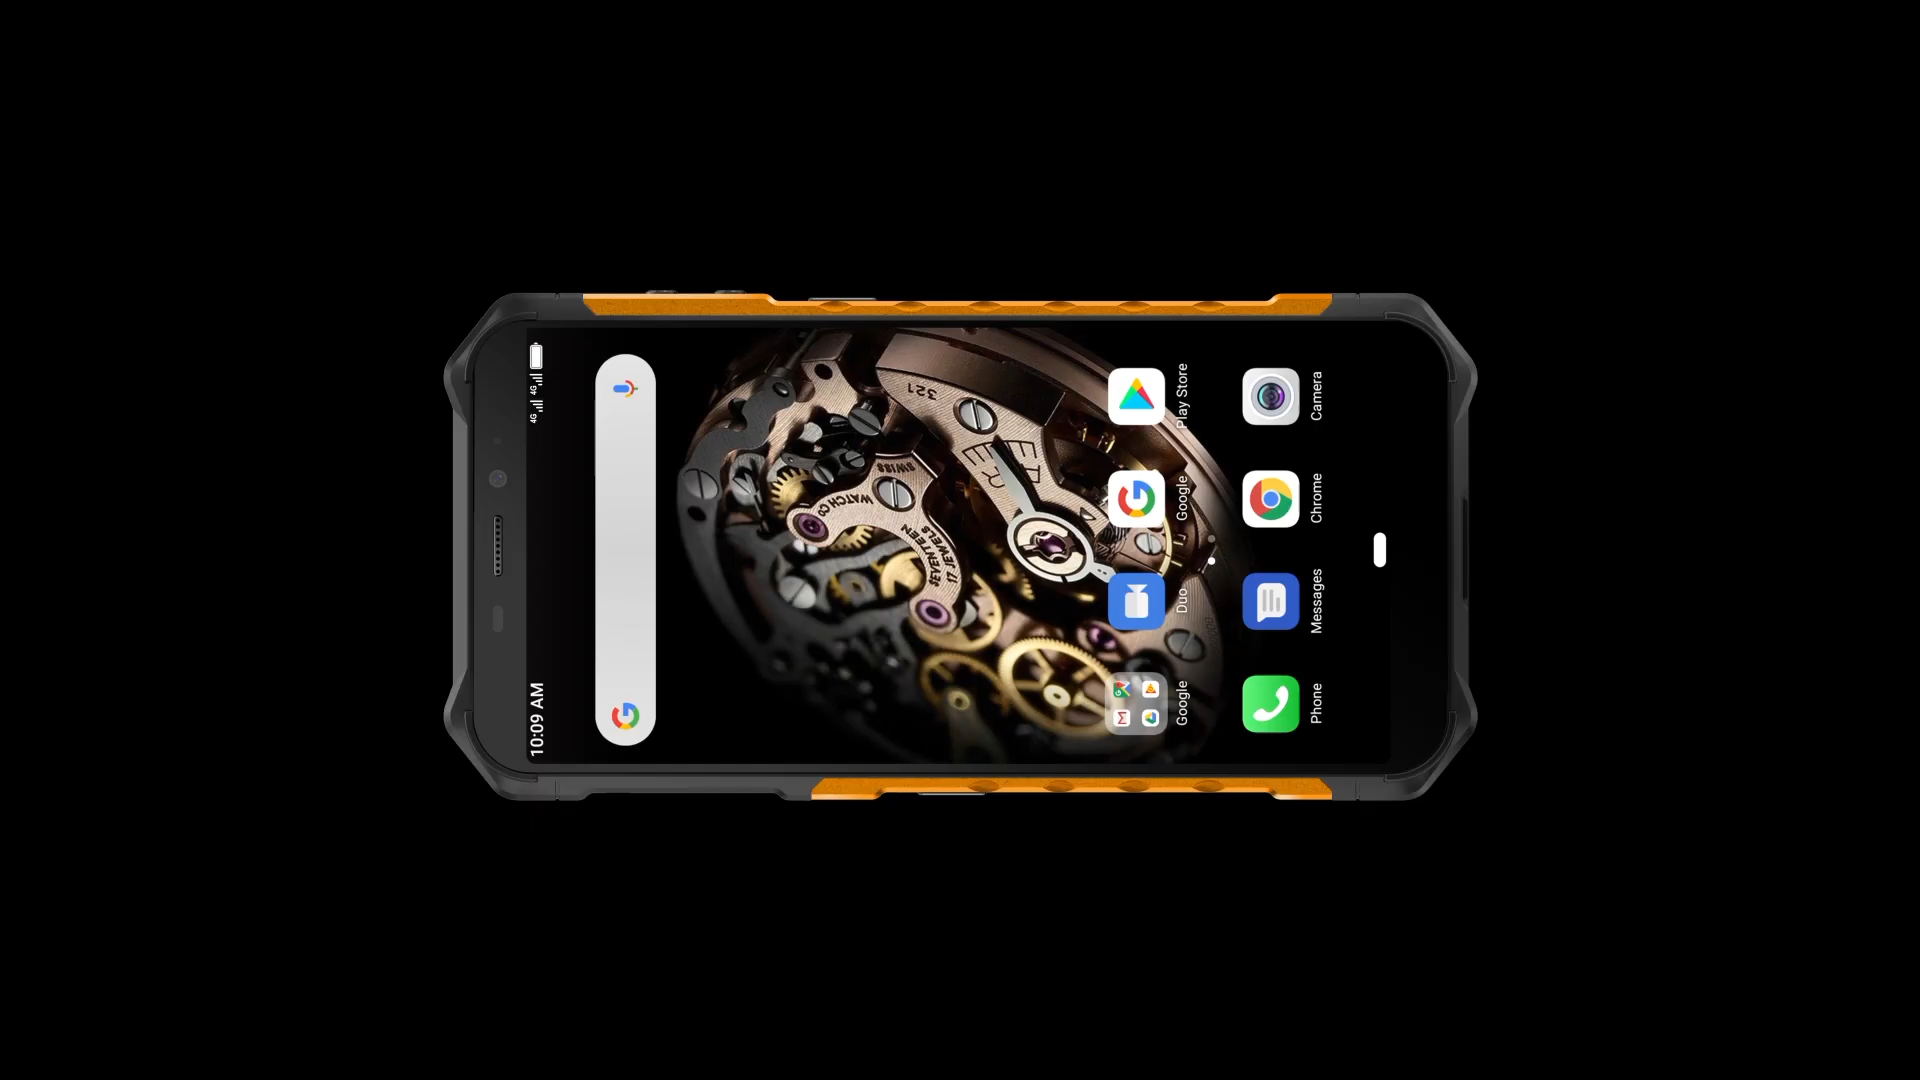 10:09 AM
4G 4G
321
SWISS
WATCH Co
SEVENTEEN
17 JEWELS
Play Store
Google
Duo
Google
Camera
Chrome
Messages
Phone